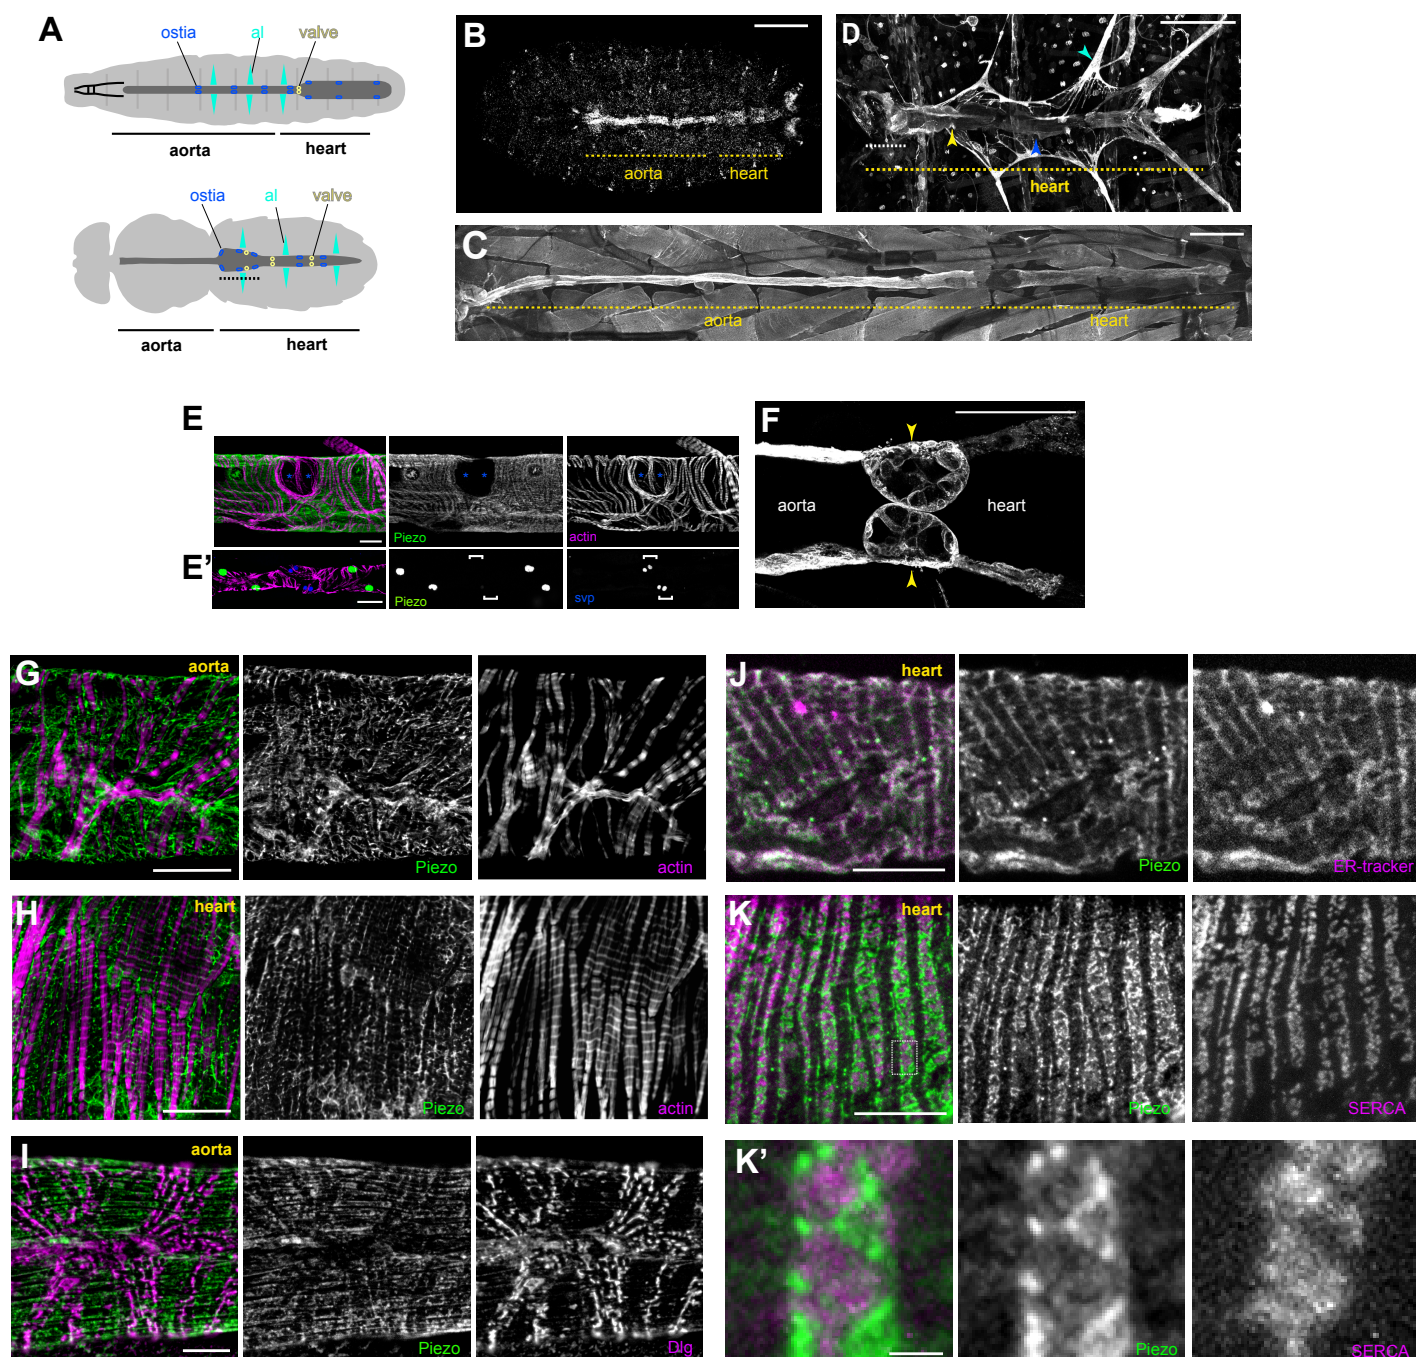 A
ostia al valve
aorta heart
ostia al valve
aorta heart
B
aorta heart
D
heart
C
aorta heart
E
Piezo actin
E'
Piezo svp
F
aorta heart
G aorta
Piezo actin
H heart
Piezo actin
I aorta
Piezo Dlg
J heart
Piezo ER-tracker
K heart
Piezo SERCA
K'
Piezo SERCA